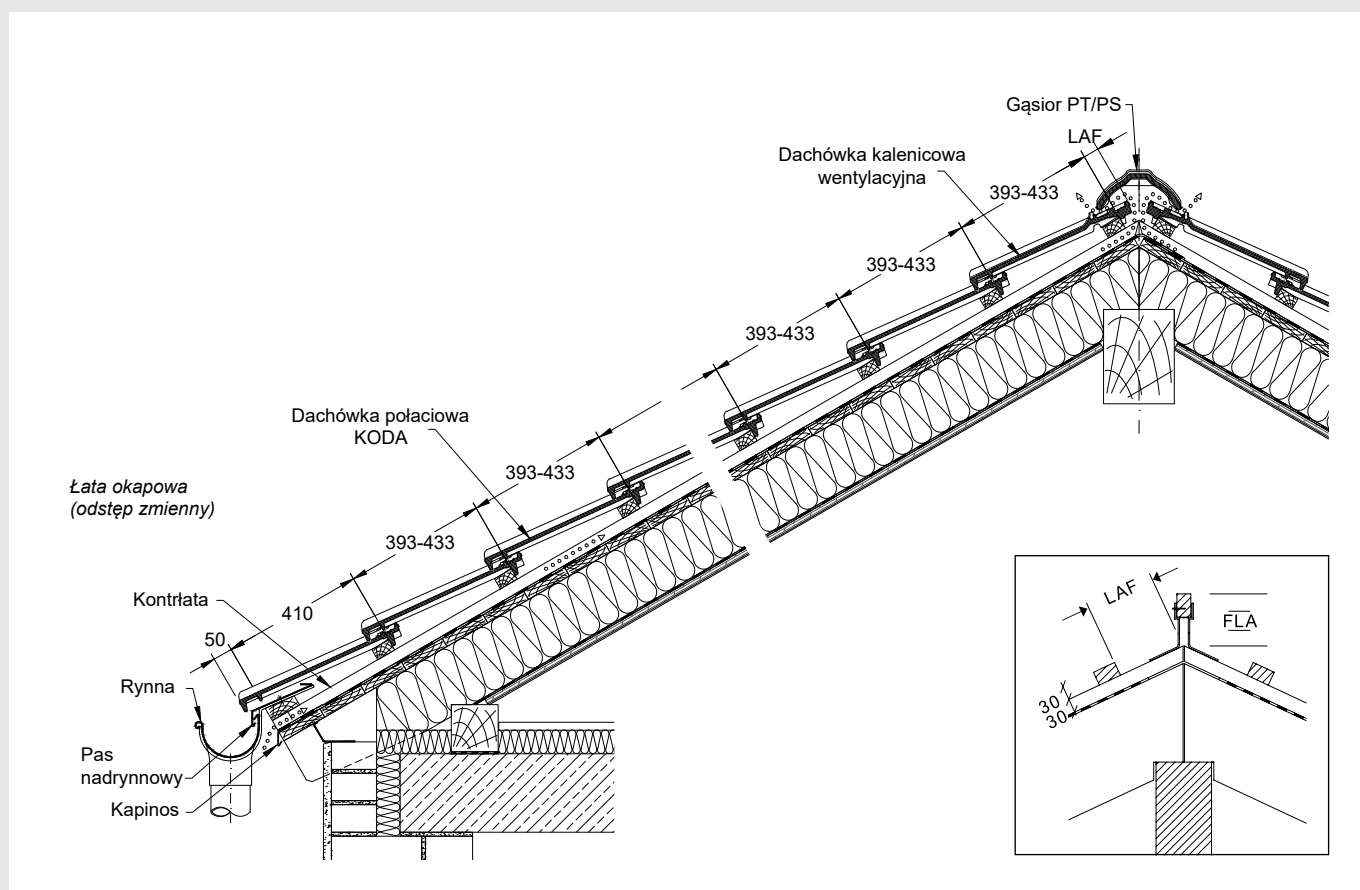 Gąsior PT/PS
LAF
Dachówka kalenicowa
wentylacyjna
393-433
393-433
393-433
Dachówka połaciowa
KODA
393-433
Łata okapowa
(odstęp zmienny)
393-433
Kontrłata
410
50
Rynna
Pas
nadrynnowy
Kapinos
LAF
FLA
30
30